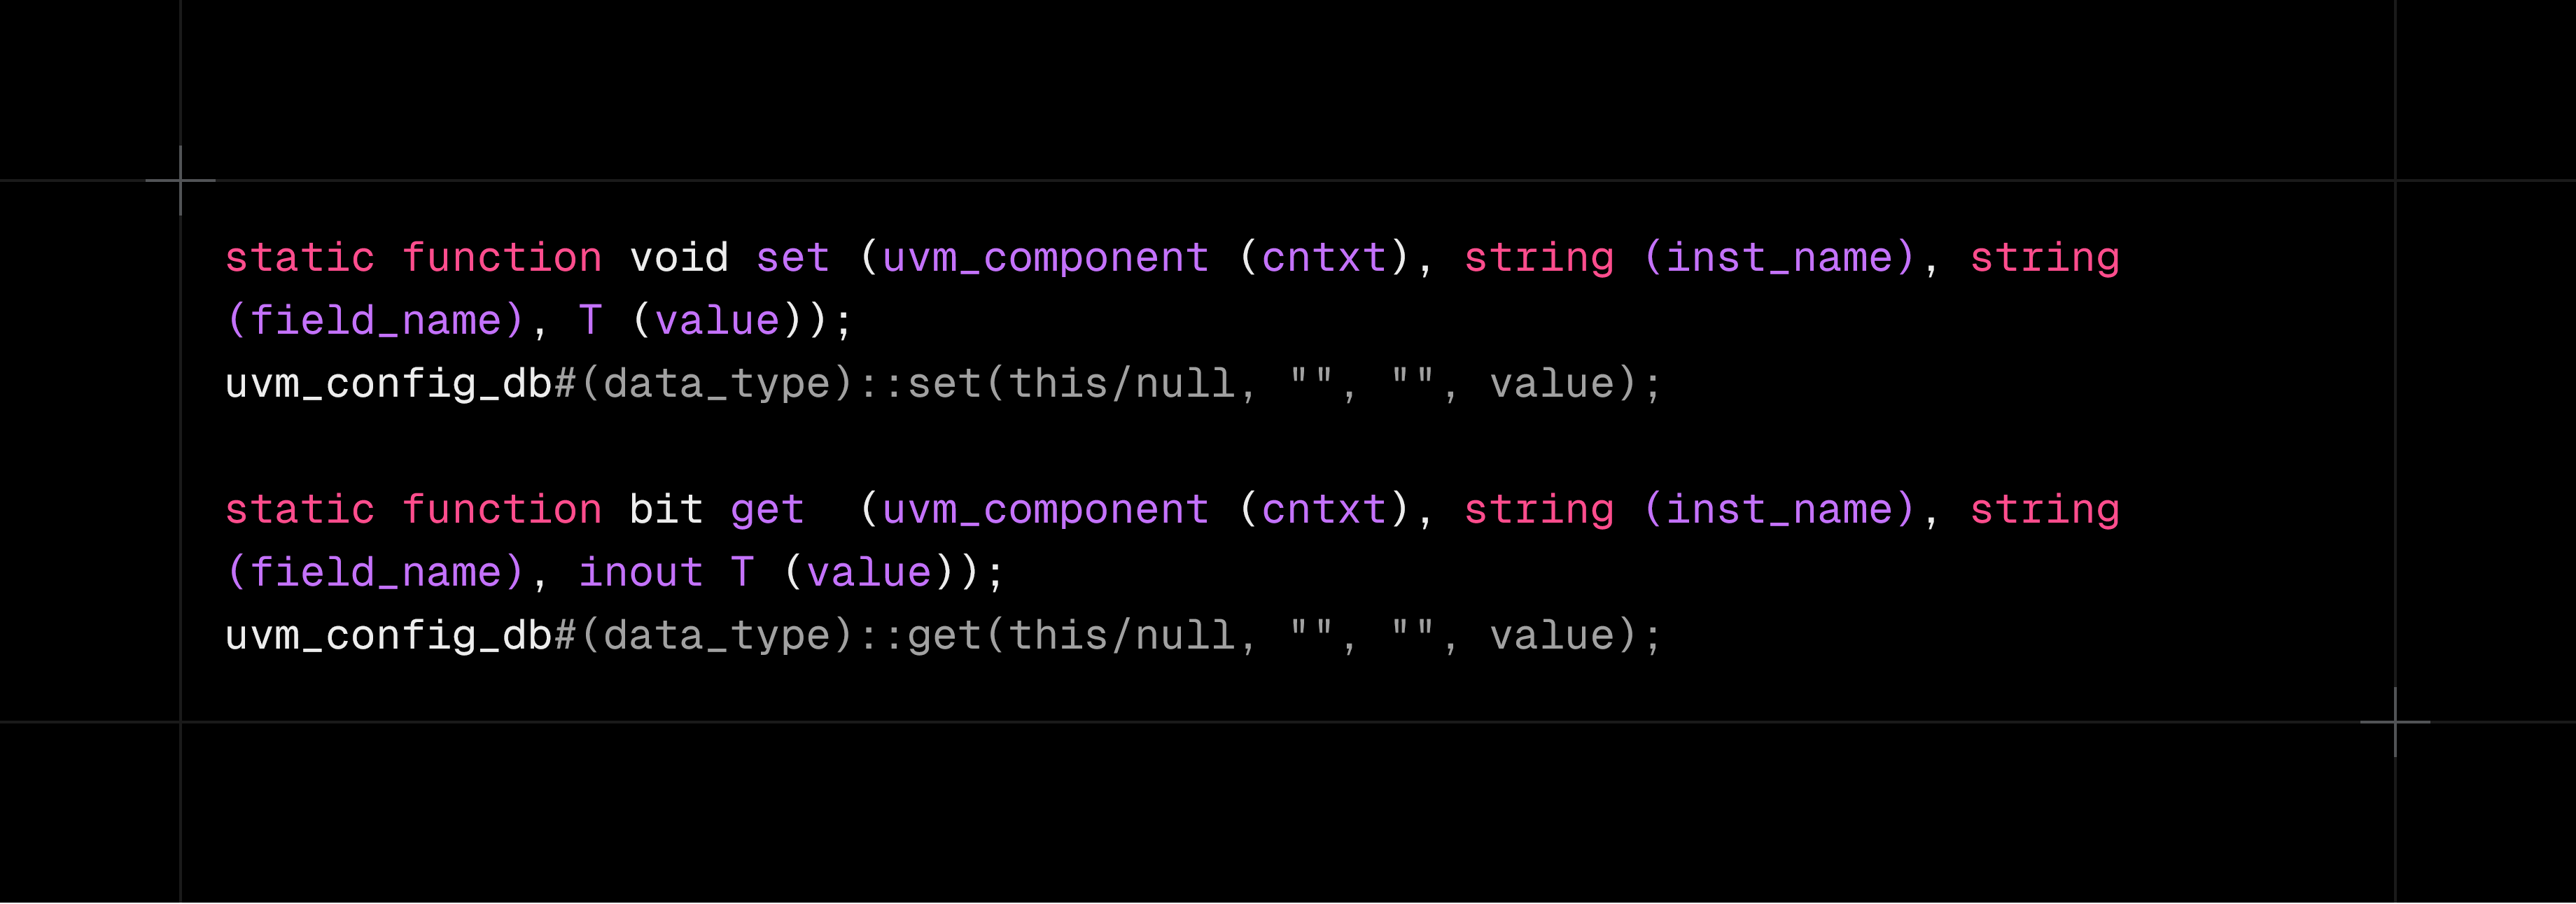 static function void set (uvm_component (cntxt), string (inst_name), string
(field_name), T (value));
uvm_config_db#(data_type)::set(this/null, "", "", value);
static function bit get  (uvm_component (cntxt), string (inst_name), string
(field_name), inout T (value));
uvm_config_db#(data_type)::get(this/null, "", "", value);